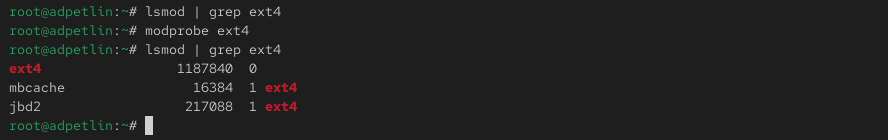 root@adpetlin:~# lsmod | grep ext4
root@adpetlin:~# modprobe ext4
root@adpetlin:~# lsmod | grep ext4
ext4                 1187840  0
mbcache                16384  1 ext4
jbd2                  217088  1 ext4
root@adpetlin:~#